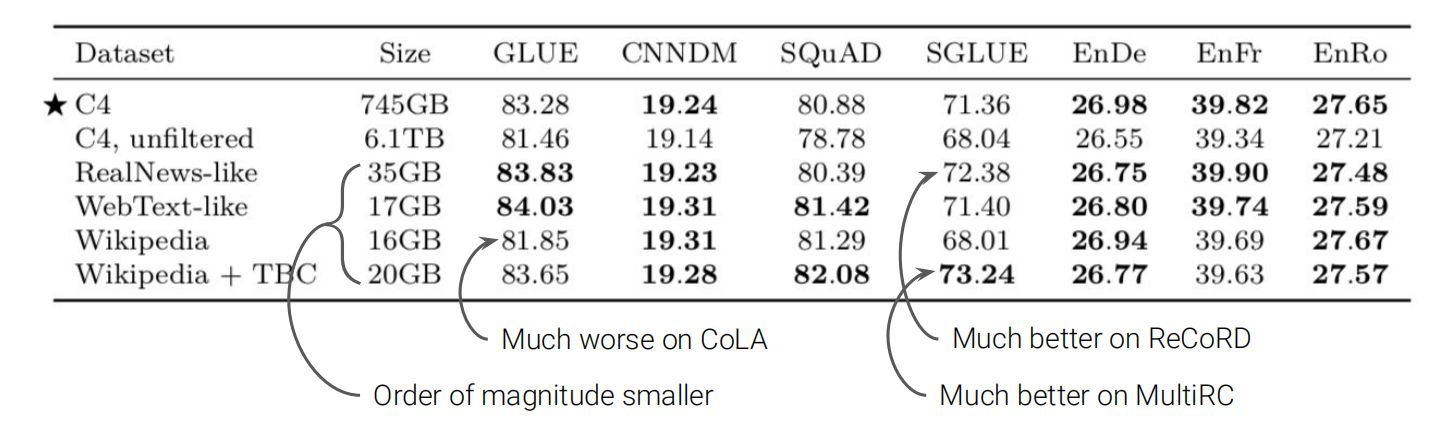 Dataset Size GLUE CNNDM SQuAD SGLUE EnDe EnFr EnRo
★ C4 745GB 83.28 19.24 80.88 71.36 26.98 39.82 27.65
C4, unfiltered 6.1TB 81.46 19.14 78.78 68.04 26.55 39.34 27.21
RealNews-like 35GB 83.83 19.23 80.39 72.38 26.75 39.90 27.48
WebText-like 17GB 84.03 19.31 81.42 71.40 26.80 39.74 27.59
Wikipedia 16GB 81.85 19.31 81.29 68.01 26.94 39.69 27.67
Wikipedia + TBC 20GB 83.65 19.28 82.08 73.24 26.77 39.63 27.57
Much worse on CoLA Much better on ReCoRD
Order of magnitude smaller Much better on MultiRC